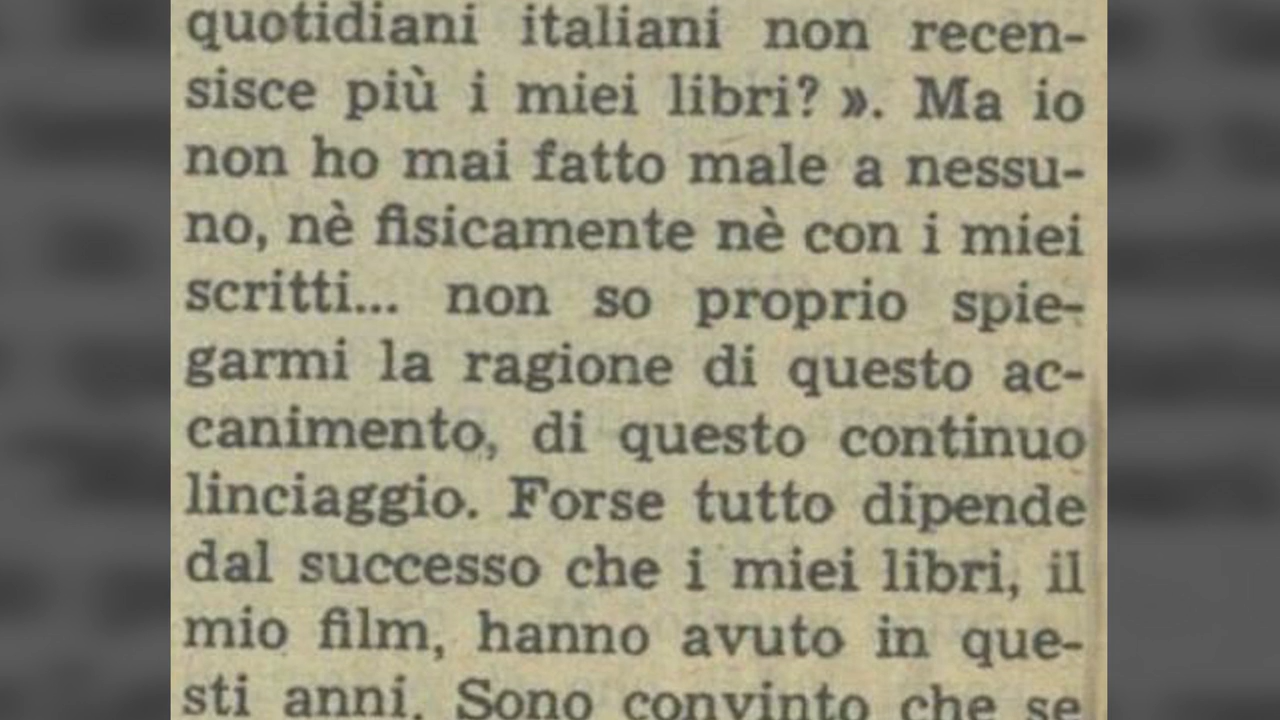 quotidiani italiani non recen-
sisce più i miei libri? ». Ma io
non ho mai fatto male a nessu-
no, nè fisicamente nè con i miei
scritti... non so proprio spie-
garmi la ragione di questo ac-
canimento, di questo continuo
linciaggio. Forse tutto dipende
dal successo che i miei libri, il
mio film, hanno avuto in que-
sti anni. Sono convinto che se